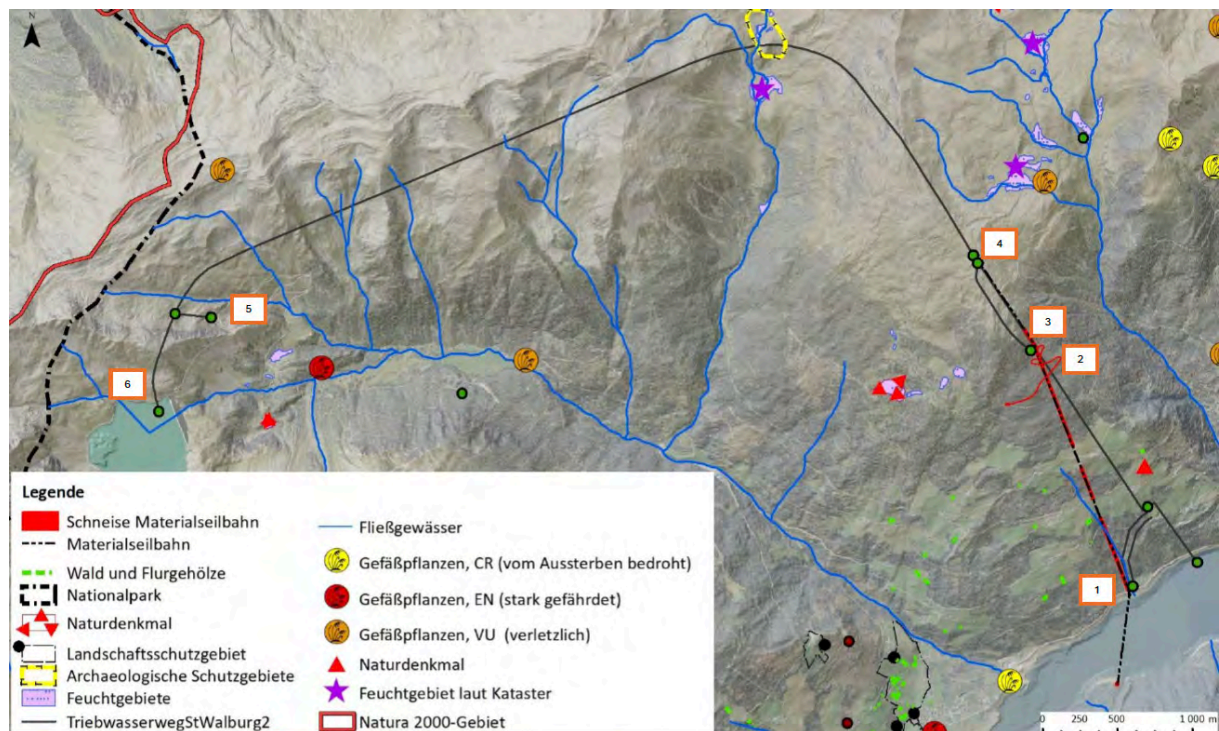 N
4
5
3
2
6
1
Legende
Schneise Materialseilbahn
Materialseilbahn
Wald und Flurgehölze
Nationalpark
Naturdenkmal
Landschaftsschutzgebiet
Archaeologische Schutzgebiete
Feuchtgebiete
TriebwasserwegStWalburg2
Fließgewässer
Gefäßpflanzen, CR (vom Aussterben bedroht)
Gefäßpflanzen, EN (stark gefährdet)
Gefäßpflanzen, VU (verletzlich)
Naturdenkmal
Feuchtgebiet laut Kataster
Natura 2000-Gebiet
0 250 500 1 000 m